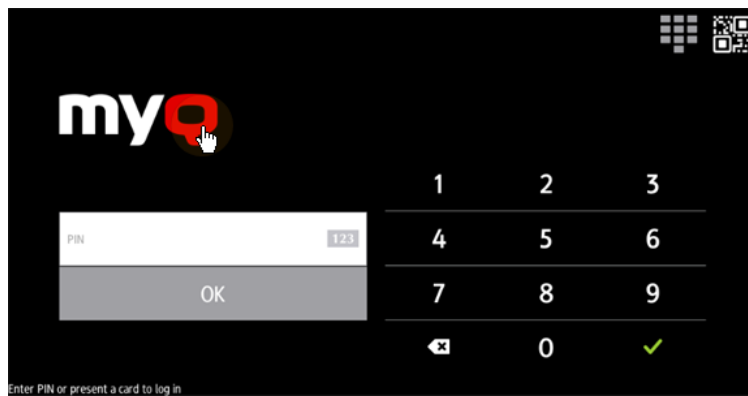 myQ
PIN 123
OK
1 2 3
4 5 6
7 8 9
0
Enter PIN or present a card to log in